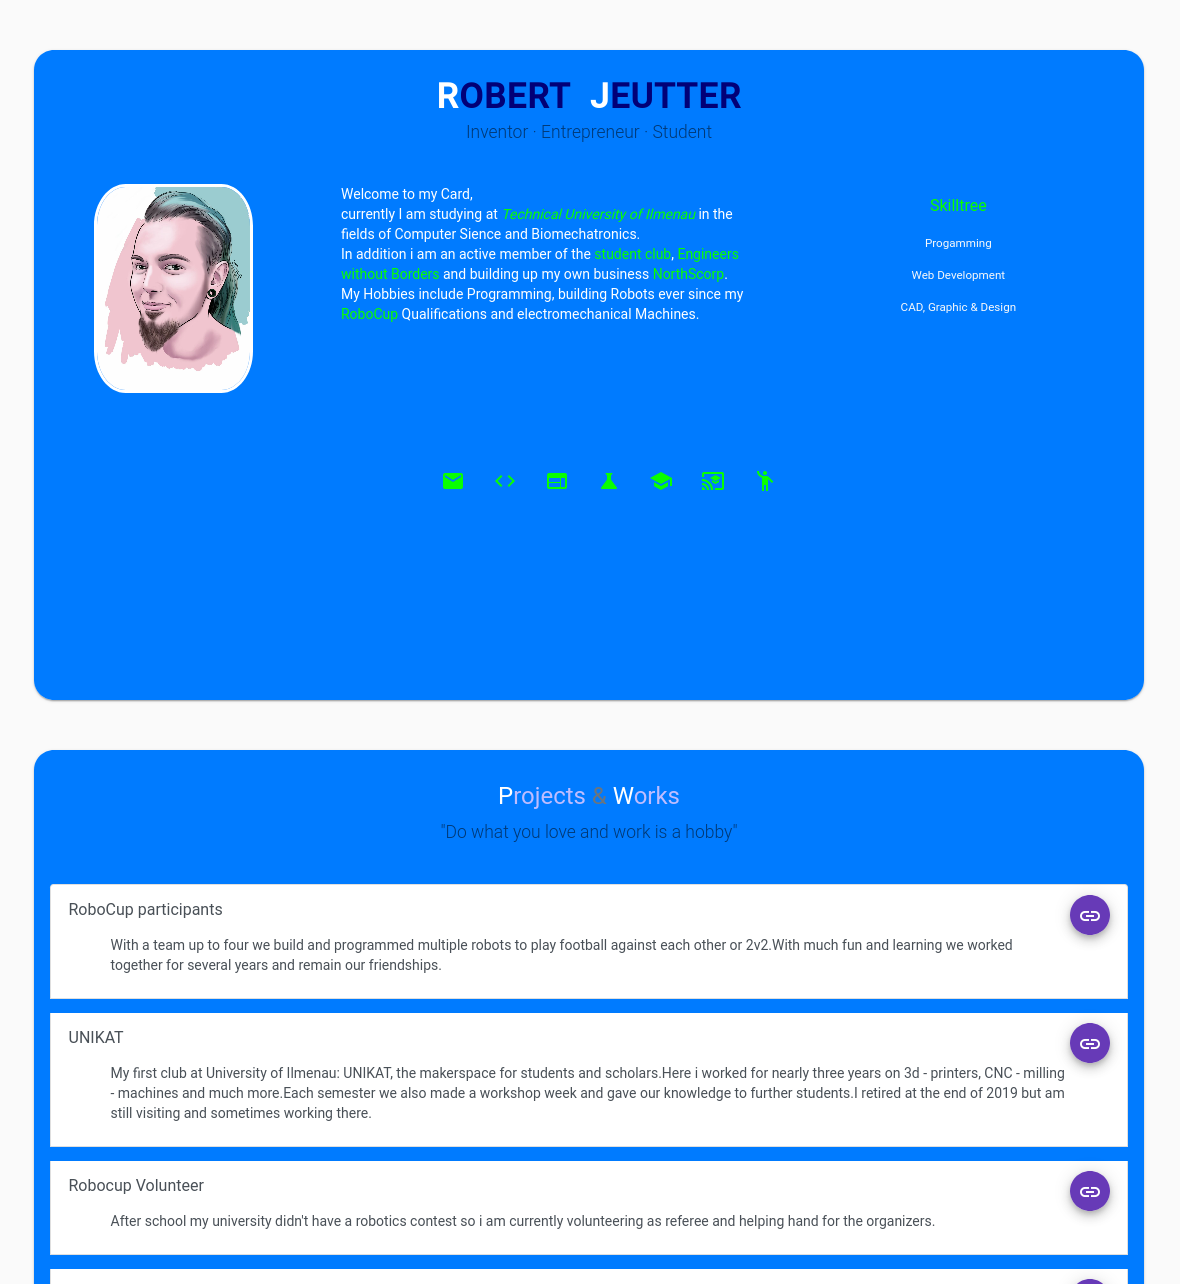 ROBERT JEUTTER
Inventor · Entrepreneur · Student
Welcome to my Card,
currently I am studying at Technical University of Ilmenau in the
fields of Computer Sience and Biomechatronics.
In addition i am an active member of the student club, Engineers
without Borders and building up my own business NorthScorp.
My Hobbies include Programming, building Robots ever since my
RoboCup Qualifications and electromechanical Machines.
Skilltree
Progamming
Web Development
CAD, Graphic & Design
Projects & Works
"Do what you love and work is a hobby"
RoboCup participants
With a team up to four we build and programmed multiple robots to play football against each other or 2v2.With much fun and learning we worked
together for several years and remain our friendships.
UNIKAT
My first club at University of Ilmenau: UNIKAT, the makerspace for students and scholars.Here i worked for nearly three years on 3d - printers, CNC - milling
- machines and much more.Each semester we also made a workshop week and gave our knowledge to further students.I retired at the end of 2019 but am
still visiting and sometimes working there.
Robocup Volunteer
After school my university didn't have a robotics contest so i am currently volunteering as referee and helping hand for the organizers.